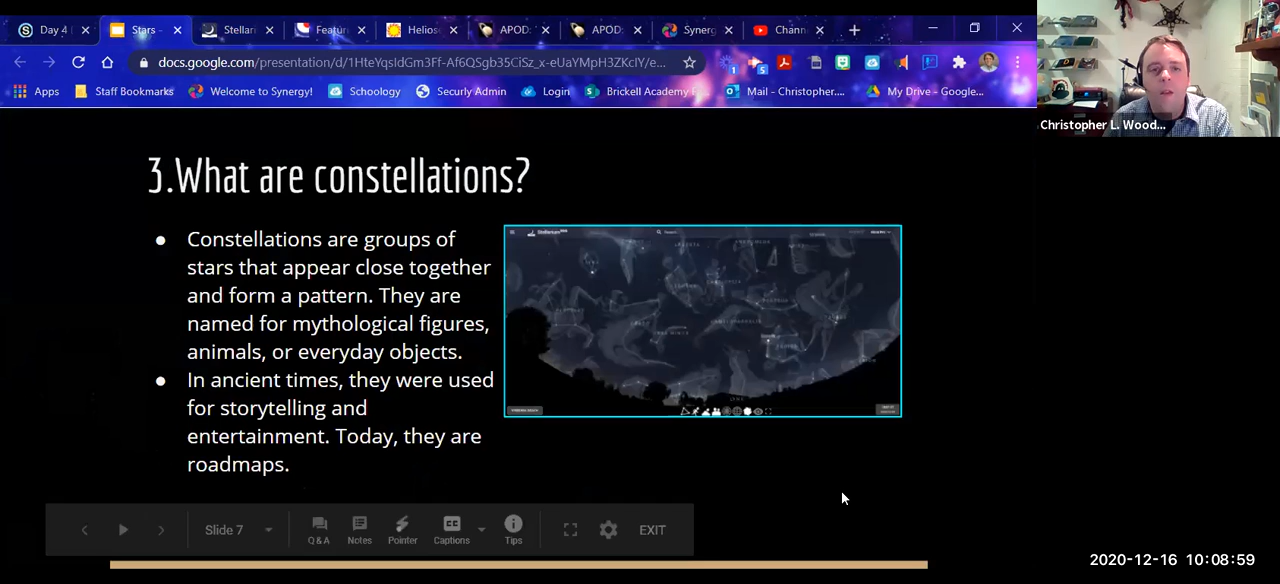 Day 4
Stars -
Stellari
Featur
Helios
APOD:
APOD:
Synerg
Chann
docs.google.com/presentation/d/1HteYqsIdGm3Ff-Af6QSgb35CiSz_x-eUaYMpH3ZKcIY/e...
Apps
Staff Bookmarks
Welcome to Synergy!
Schoology
Securly Admin
Login
Brickell Academy
Mail - Christopher....
My Drive - Google...
Christopher L. Wood...
3.What are constellations?
● Constellations are groups of
stars that appear close together
and form a pattern. They are
named for mythological figures,
animals, or everyday objects.
● In ancient times, they were used
for storytelling and
entertainment. Today, they are
roadmaps.
Stellarium
Slide 7
Q & A
Notes
Pointer
CC
Captions
Tips
EXIT
2020-12-16 10:08:59